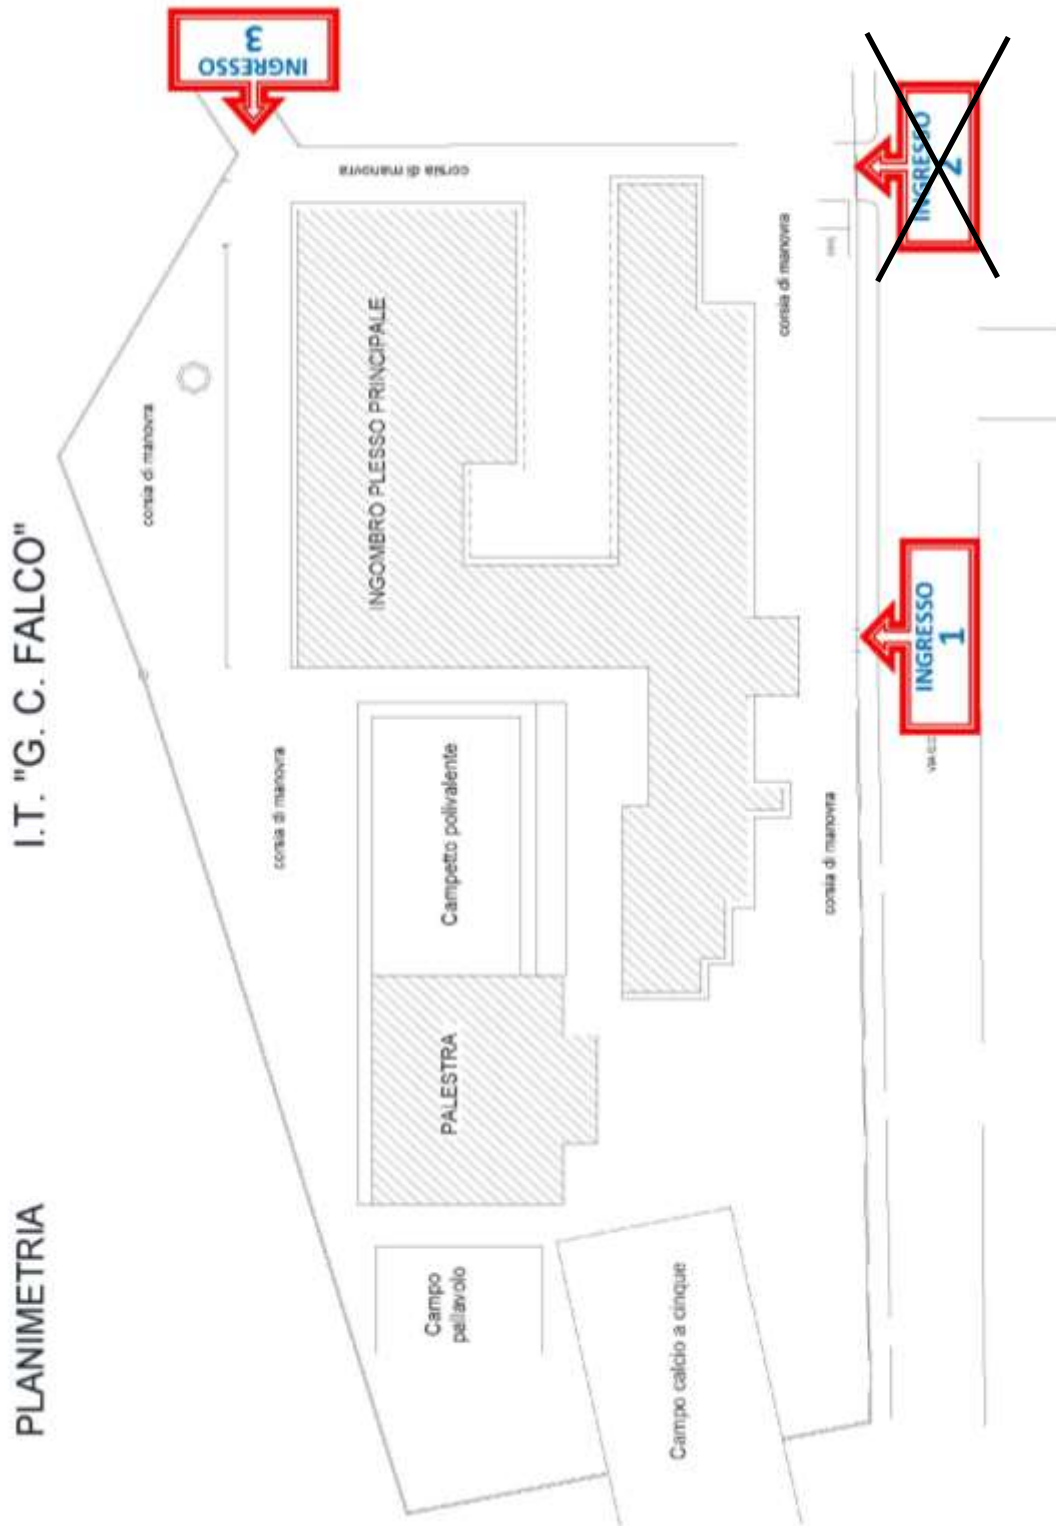 PLANIMETRIA
I.T. "G. C. FALCO"
INGRESSO
3
corsia di manovra
corsia di manovra
corsia di manovra
INGOMBRO PLESSO PRINCIPALE
Campetto polivalente
PALESTRA
Campo
pallavolo
Campo calcio a cinque
corsia di manovra
corsia di manovra
INGRESSO
2
INGRESSO
1